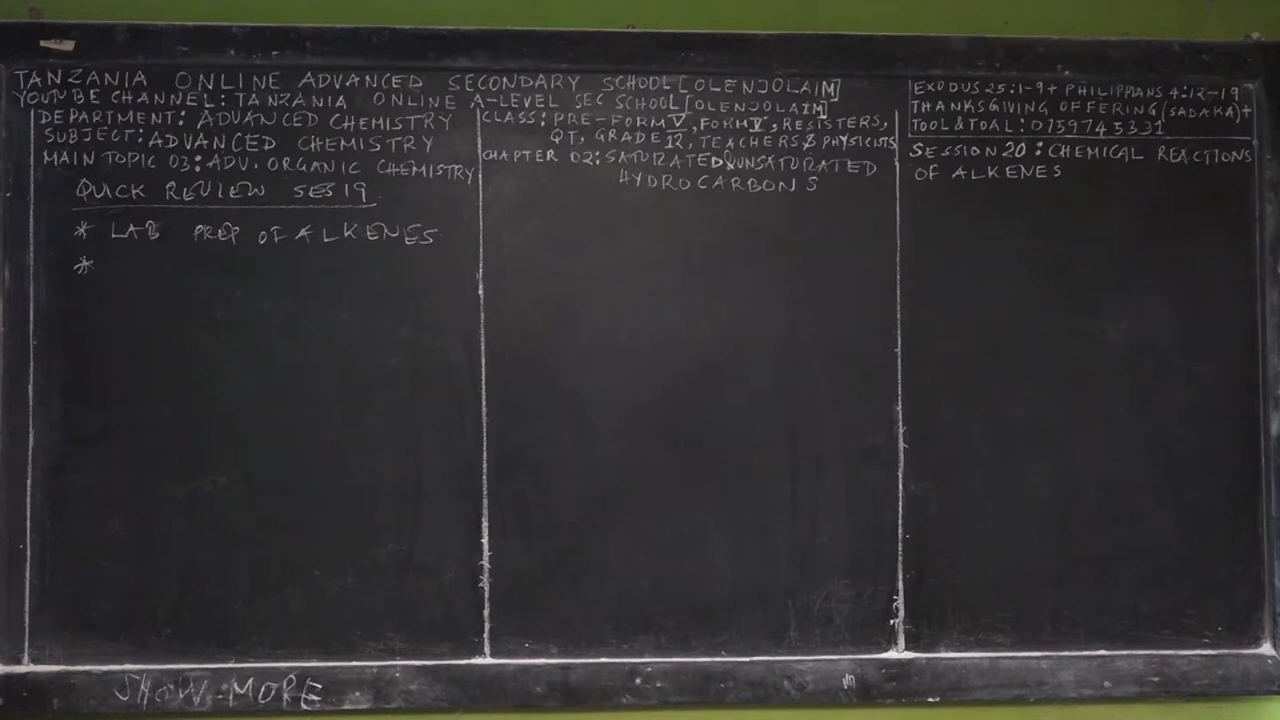 TANZANIA ONLINE ADVANCED SECONDARY SCHOOL [OLENJOLAIM]
YOUTUBE CHANNEL: TANZANIA ONLINE A-LEVEL SEC SCHOOL [OLENJOLAIM]
DEPARTMENT: ADVANCED CHEMISTRY
SUBJECT: ADVANCED CHEMISTRY
MAIN TOPIC 03: ADV. ORGANIC CHEMISTRY
QUICK REVIEW SES 19
* LAB PREP OF ALKENES
*
CLASS: PRE-FORM V, FORM V, RESISTERS,
QT, GRADE 12, TEACHERS & PHYSICISTS
CHAPTER 02: SATURATED & UNSATURATED
HYDROCARBONS
EXODUS 25:1-9 + PHILIPPIANS 4:12-19
THANKSGIVING OFFERING (SADAKA) +
TOOL & TOAL: 0759745331
SESSION 20: CHEMICAL REACTIONS
OF ALKENES
SHOW MORE